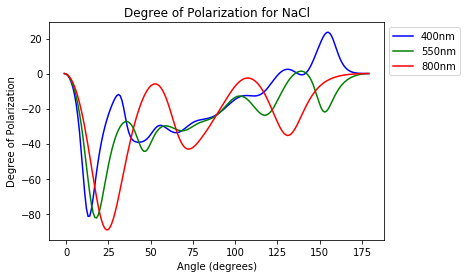 Degree of Polarization for NaCl
400nm
550nm
800nm
Degree of Polarization
20
0
−20
−40
−60
−80
0 25 50 75 100 125 150 175
Angle (degrees)